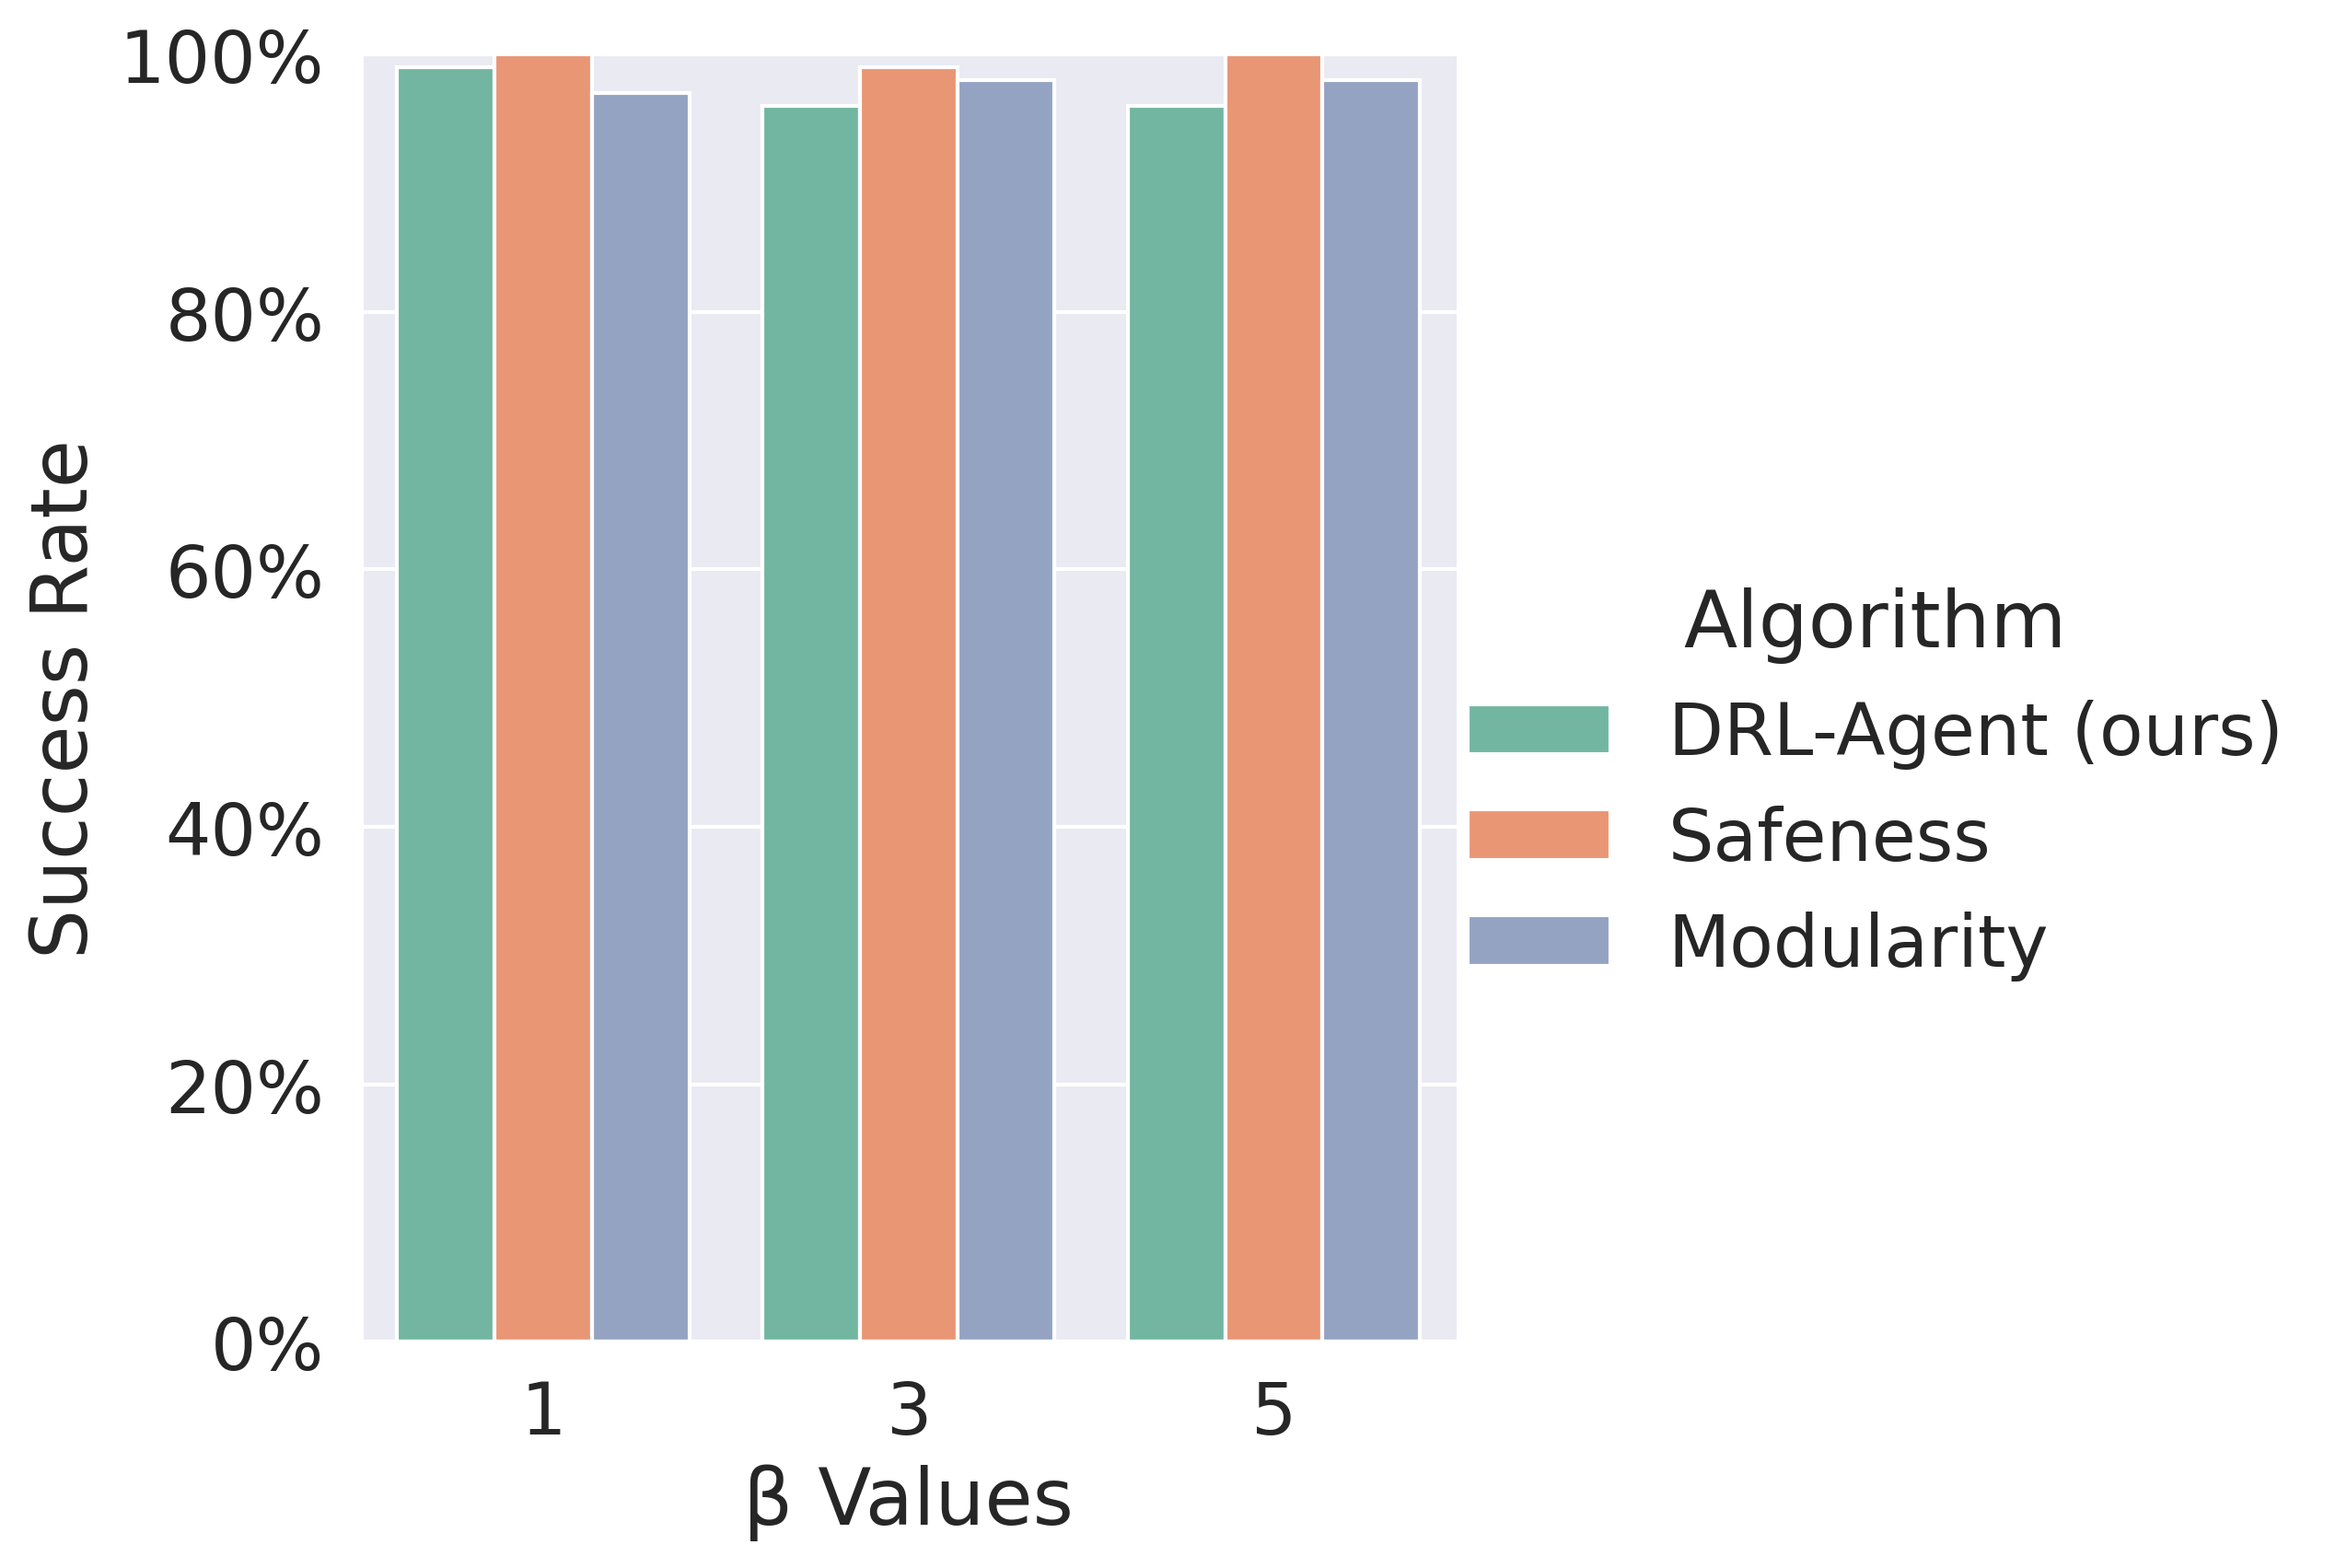 100%
80%
60%
40%
20%
0%
Success Rate
1
3
5
β Values
Algorithm
DRL-Agent (ours)
Safeness
Modularity